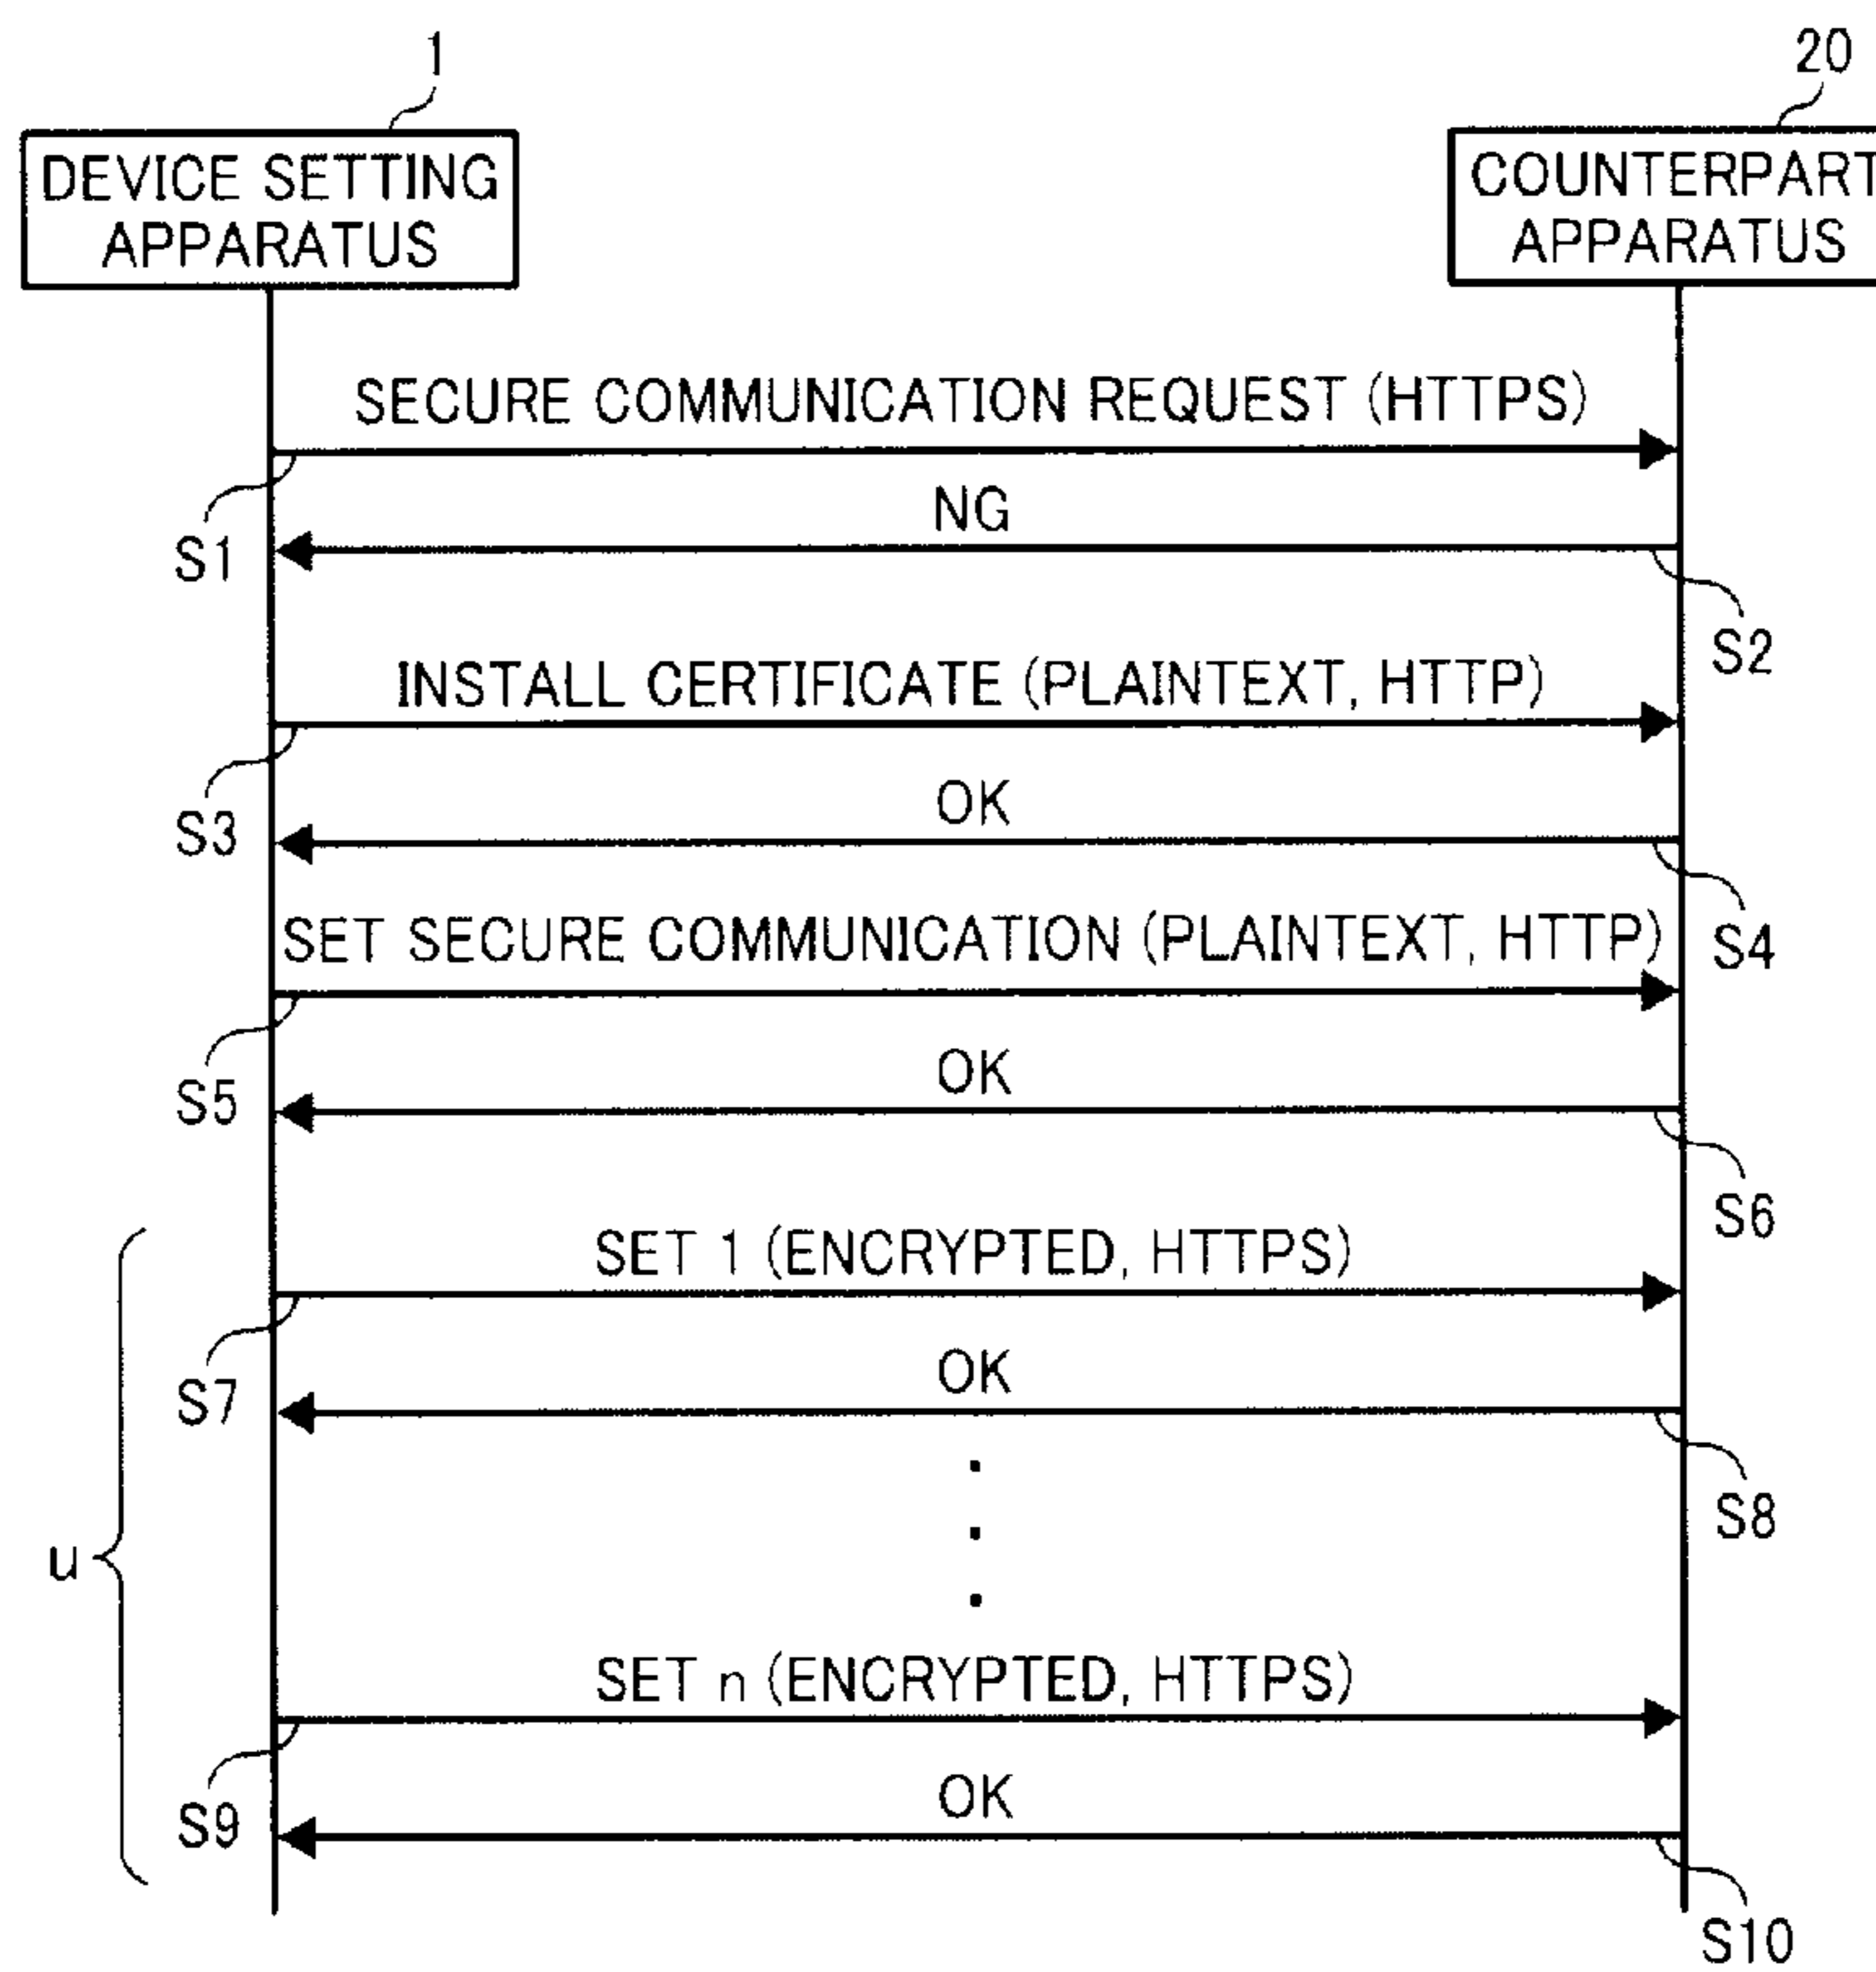 1
20
DEVICE SETTING
APPARATUS
COUNTERPART
APPARATUS
SECURE COMMUNICATION REQUEST (HTTPS)
S1
NG
S2
INSTALL CERTIFICATE (PLAINTEXT, HTTP)
S3
OK
S4
SET SECURE COMMUNICATION (PLAINTEXT, HTTP)
S5
OK
S6
SET 1 (ENCRYPTED, HTTPS)
S7
OK
S8
u
SET n (ENCRYPTED, HTTPS)
S9
OK
S10